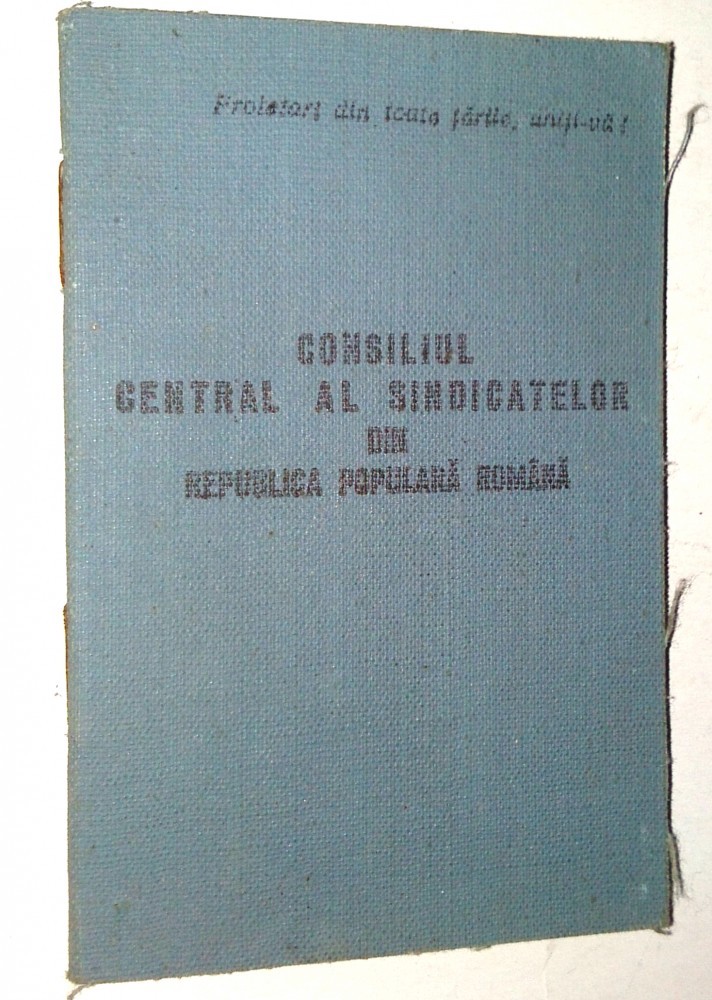 Proletari din toate țările, uniți-vă !
CONSILIUL
CENTRAL AL SINDICATELOR
DIN
REPUBLICA POPULARĂ ROMÂNĂ